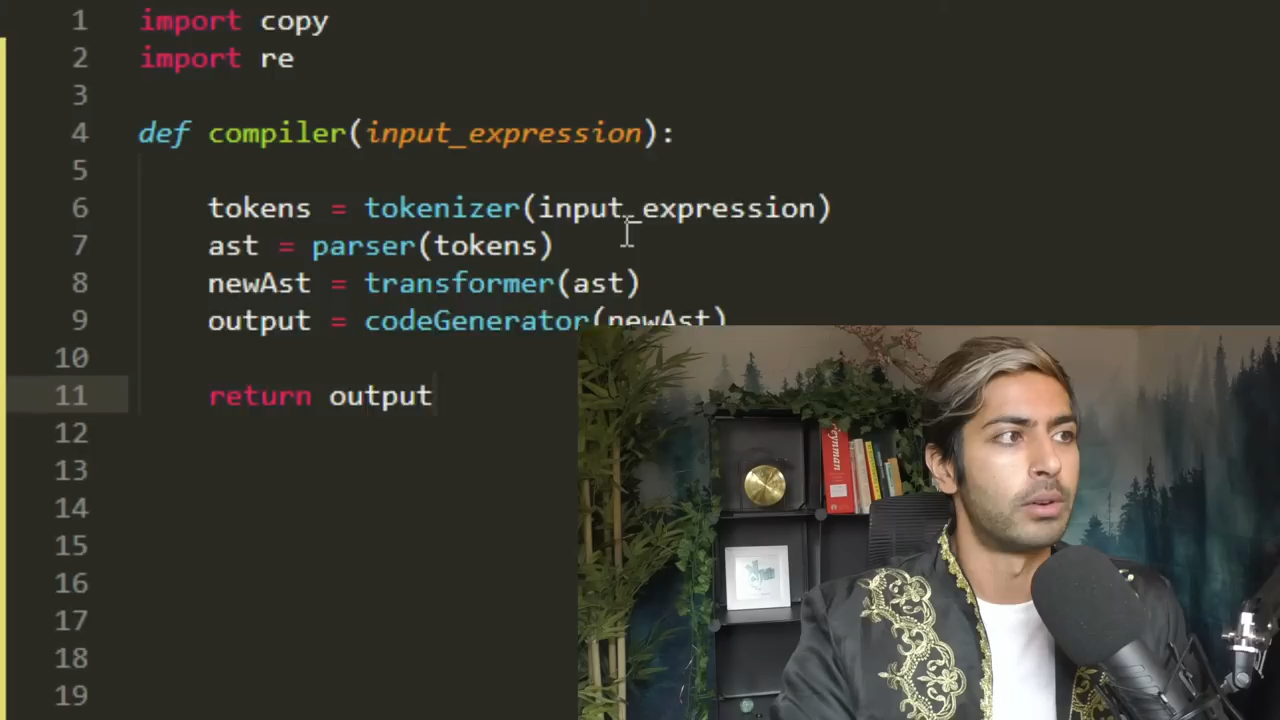 1 import copy
2 import re
3
4 def compiler(input_expression):
5
6 tokens = tokenizer(input_expression)
7 ast = parser(tokens)
8 newAst = transformer(ast)
9 output = codeGenerator(newAst)
10
11 return output
12
13
14
15
16
17
18
19
Feynman